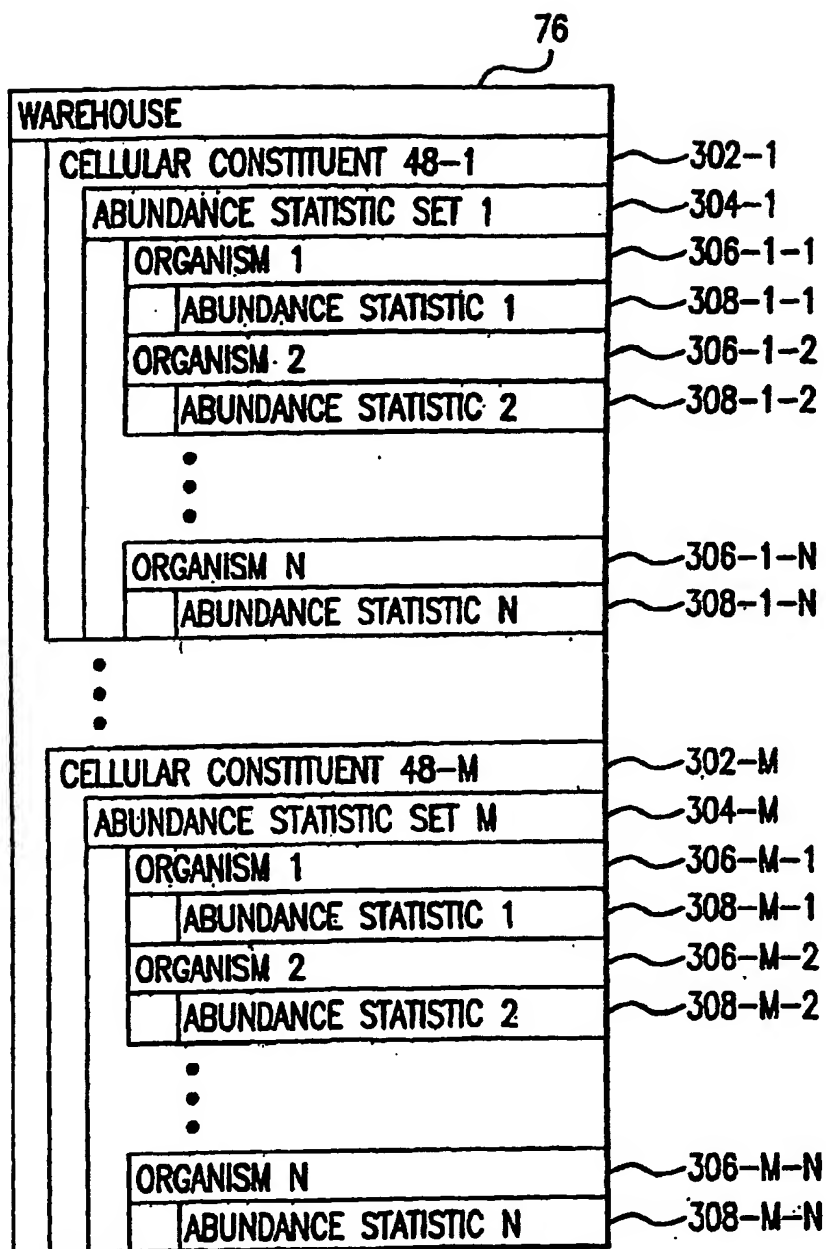 76
WAREHOUSE
CELLULAR CONSTITUENT 48-1 302-1
ABUNDANCE STATISTIC SET 1 304-1
ORGANISM 1 306-1-1
ABUNDANCE STATISTIC 1 308-1-1
ORGANISM 2 306-1-2
ABUNDANCE STATISTIC 2 308-1-2
ORGANISM N 306-1-N
ABUNDANCE STATISTIC N 308-1-N
CELLULAR CONSTITUENT 48-M 302-M
ABUNDANCE STATISTIC SET M 304-M
ORGANISM 1 306-M-1
ABUNDANCE STATISTIC 1 308-M-1
ORGANISM 2 306-M-2
ABUNDANCE STATISTIC 2 308-M-2
ORGANISM N 306-M-N
ABUNDANCE STATISTIC N 308-M-N